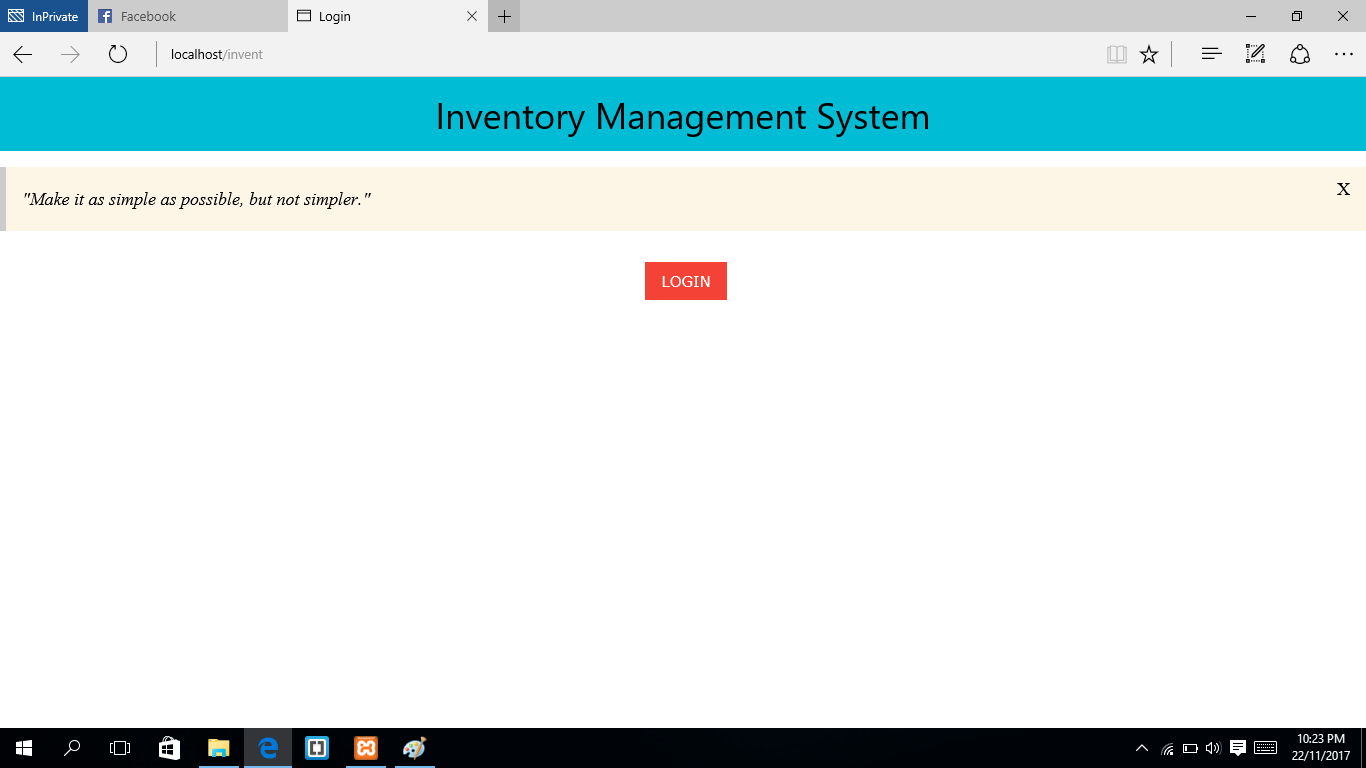 InPrivate
Facebook
Login
localhost/invent
Inventory Management System
"Make it as simple as possible, but not simpler."
X
LOGIN
10:23 PM
22/11/2017